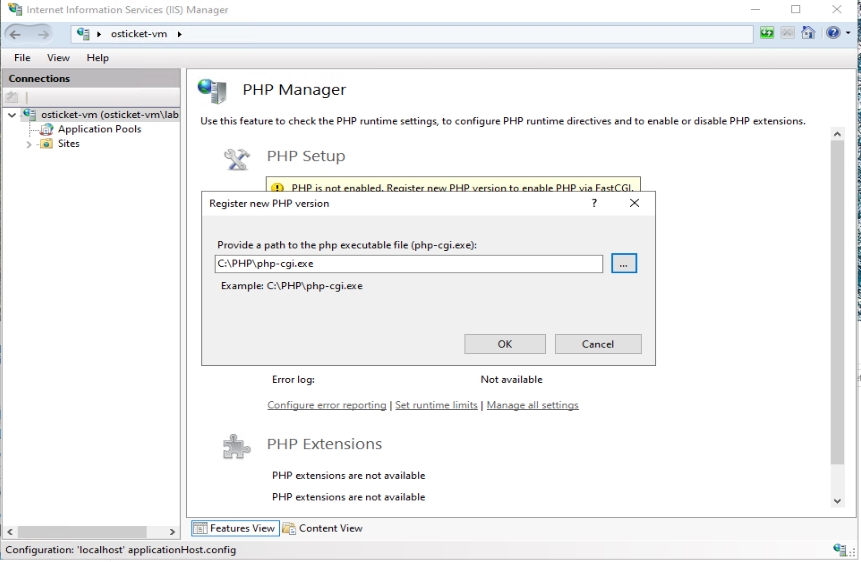 Internet Information Services (IIS) Manager
osticket-vm
File View Help
Connections
osticket-vm (osticket-vm\lab
Application Pools
Sites
PHP Manager
Use this feature to check the PHP runtime settings, to configure PHP runtime directives and to enable or disable PHP extensions.
PHP Setup
PHP is not enabled. Register new PHP version to enable PHP via FastCGI.
Register new PHP version
?
Provide a path to the php executable file (php-cgi.exe):
C:\PHP\php-cgi.exe
...
Example: C:\PHP\php-cgi.exe
OK Cancel
Error log: Not available
Configure error reporting | Set runtime limits | Manage all settings
PHP Extensions
PHP extensions are not available
PHP extensions are not available
Features View Content View
Configuration: 'localhost' applicationHost.config